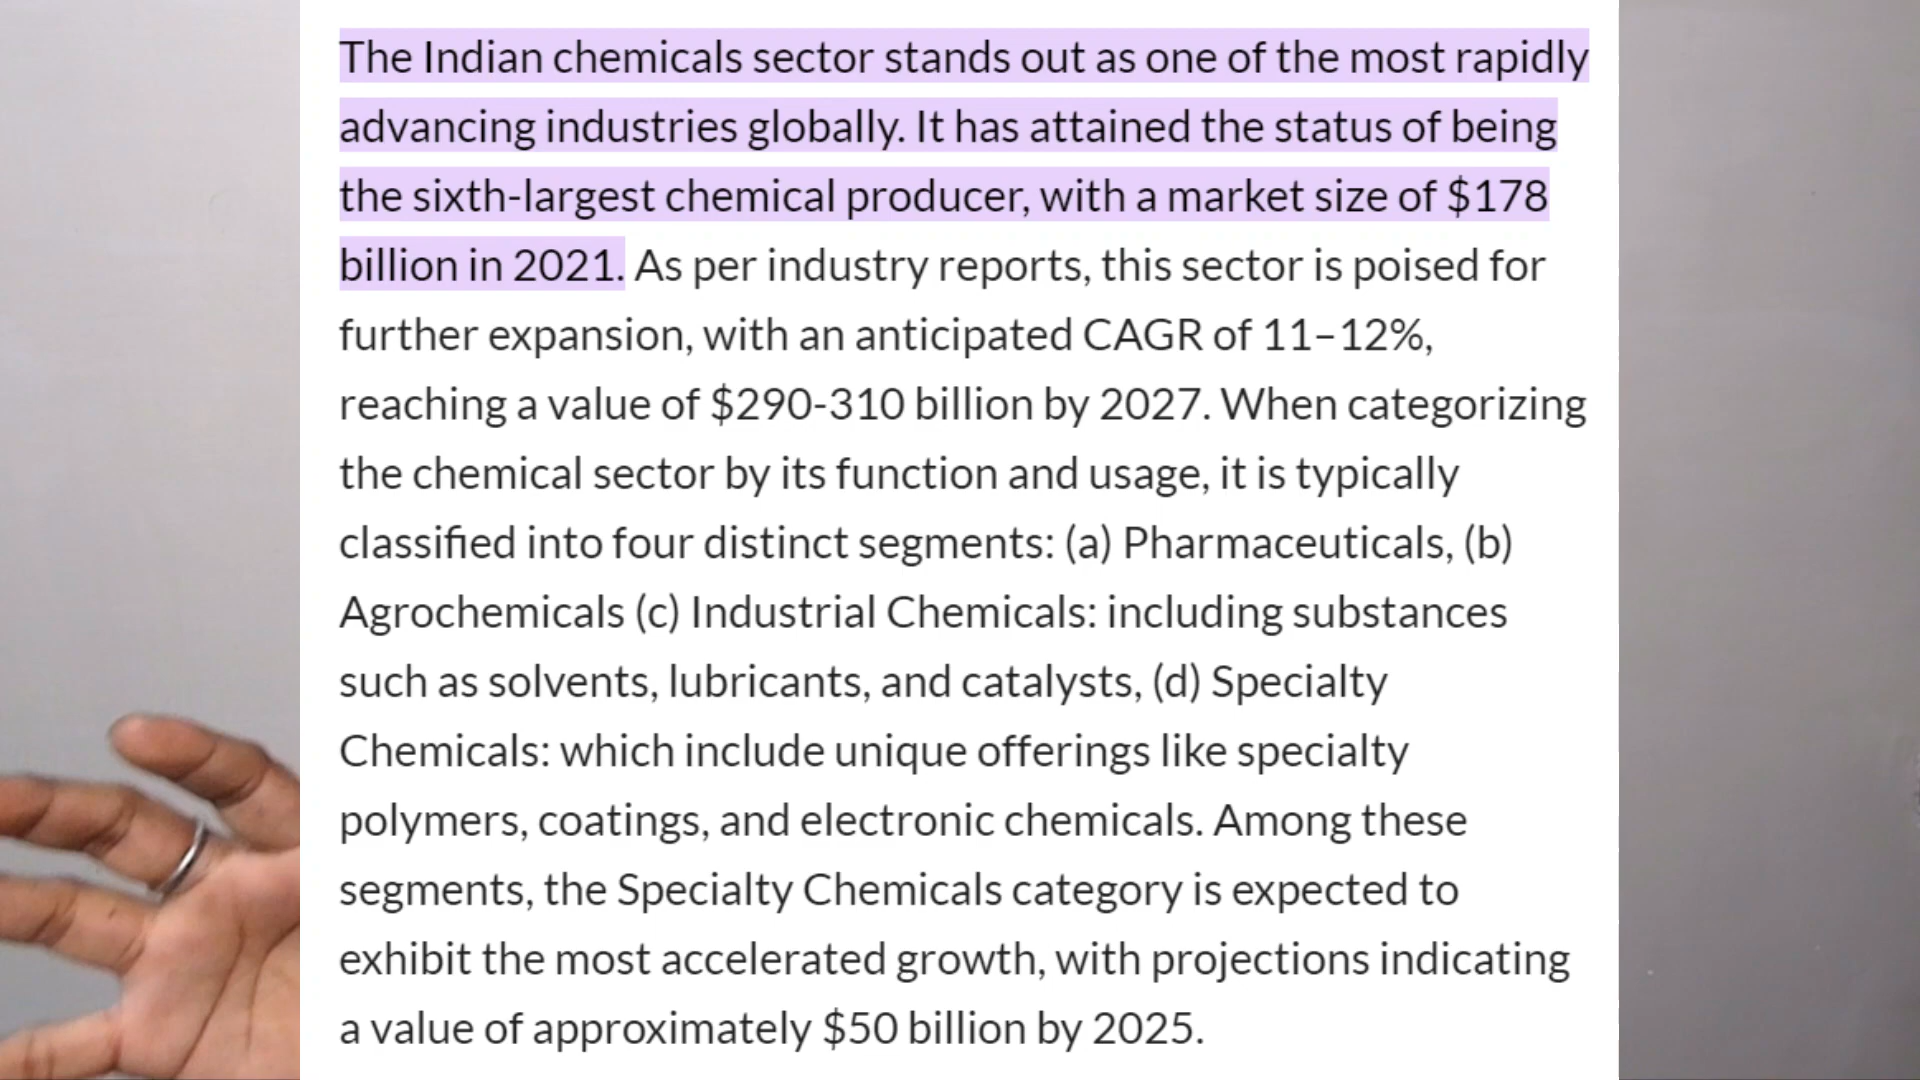 The Indian chemicals sector stands out as one of the most rapidly
advancing industries globally. It has attained the status of being
the sixth-largest chemical producer, with a market size of $178
billion in 2021. As per industry reports, this sector is poised for
further expansion, with an anticipated CAGR of 11–12%,
reaching a value of $290-310 billion by 2027. When categorizing
the chemical sector by its function and usage, it is typically
classified into four distinct segments: (a) Pharmaceuticals, (b)
Agrochemicals (c) Industrial Chemicals: including substances
such as solvents, lubricants, and catalysts, (d) Specialty
Chemicals: which include unique offerings like specialty
polymers, coatings, and electronic chemicals. Among these
segments, the Specialty Chemicals category is expected to
exhibit the most accelerated growth, with projections indicating
a value of approximately $50 billion by 2025.